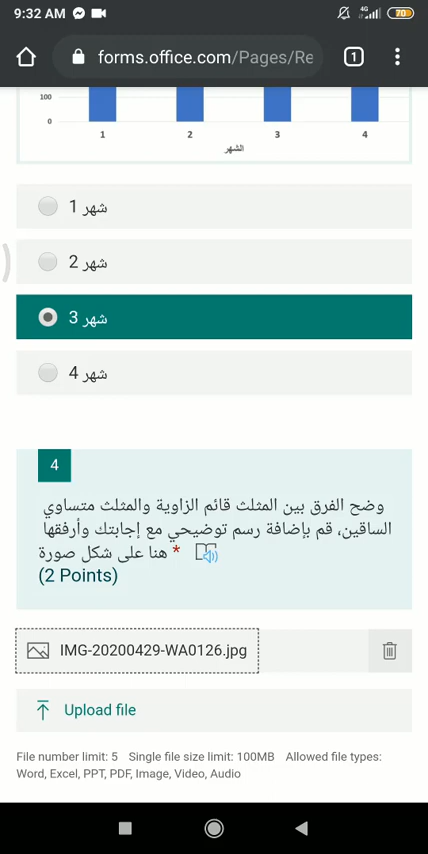 9:32 AM 4G 70
forms.office.com/Pages/Re 1
100
0
1 2 3 4
الشهر
شهر 1
شهر 2
شهر 3
شهر 4
4
وضح الفرق بين المثلث قائم الزاوية والمثلث متساوي
الساقين، قم بإضافة رسم توضيحي مع إجابتك وأرفقها
هنا على شكل صورة *
(2 Points)
IMG-20200429-WA0126.jpg
Upload file
File number limit: 5 Single file size limit: 100MB Allowed file types:
Word, Excel, PPT, PDF, Image, Video, Audio